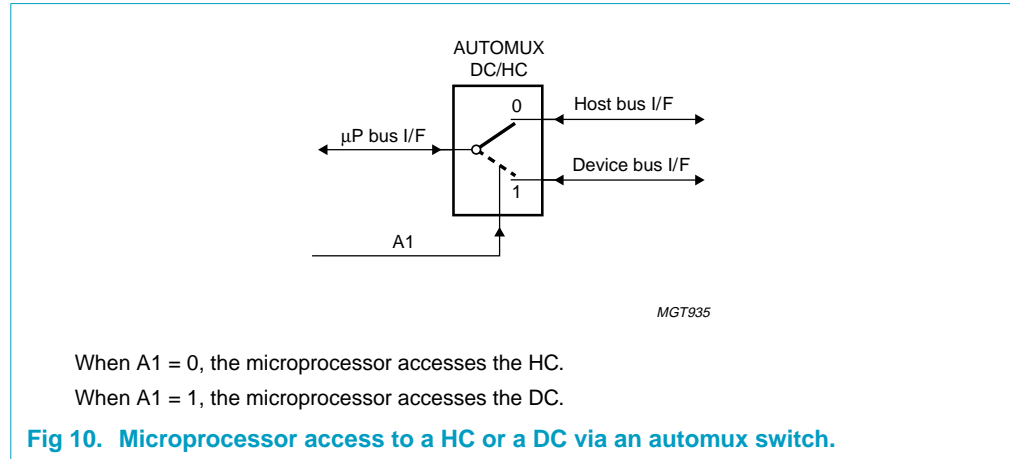 AUTOMUX
DC/HC
0
Host bus I/F
µP bus I/F
Device bus I/F
1
A1
MGT935
When A1 = 0, the microprocessor accesses the HC.
When A1 = 1, the microprocessor accesses the DC.
Fig 10. Microprocessor access to a HC or a DC via an automux switch.